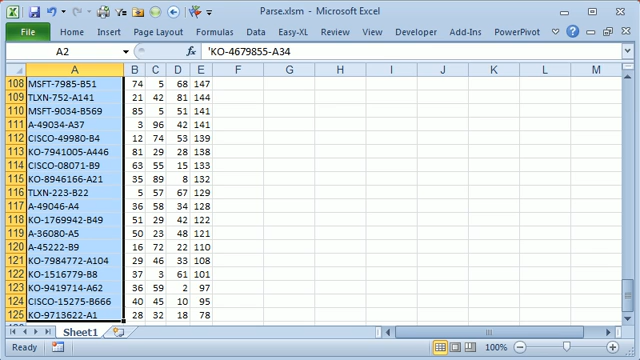 Parse.xlsm - Microsoft Excel
File Home Insert Page Layout Formulas Data Review View Developer Add-Ins PowerPivot
A2 fx 'KO-4679855-A34
A B C D E F G H I J K L M
108 MSFT-7985-B51 74 5 68 147
109 TLXN-752-A141 21 42 81 144
110 MSFT-9034-B569 85 5 51 141
111 A-49034-A37 3 96 42 141
112 CISCO-49980-B4 12 74 53 139
113 KO-7941005-A446 81 29 28 138
114 CISCO-08071-B9 63 55 15 133
115 KO-8946166-A21 35 89 8 132
116 TLXN-223-B22 5 57 67 129
117 A-49046-A4 36 58 34 128
118 KO-1769942-B49 51 29 42 122
119 A-36080-A5 50 23 48 121
120 A-45222-B9 16 72 22 110
121 KO-7984772-A104 29 46 33 108
122 KO-1516779-B8 37 3 61 101
123 KO-9419714-A62 36 59 2 97
124 CISCO-15275-B666 40 45 10 95
125 KO-9713622-A1 28 32 18 78
Sheet1
100%